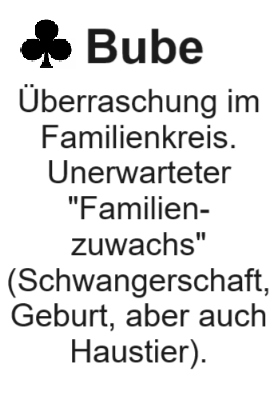 ♣ Bube
Überraschung im
Familienkreis.
Unerwarteter
"Familien-
zuwachs"
(Schwangerschaft,
Geburt, aber auch
Haustier).